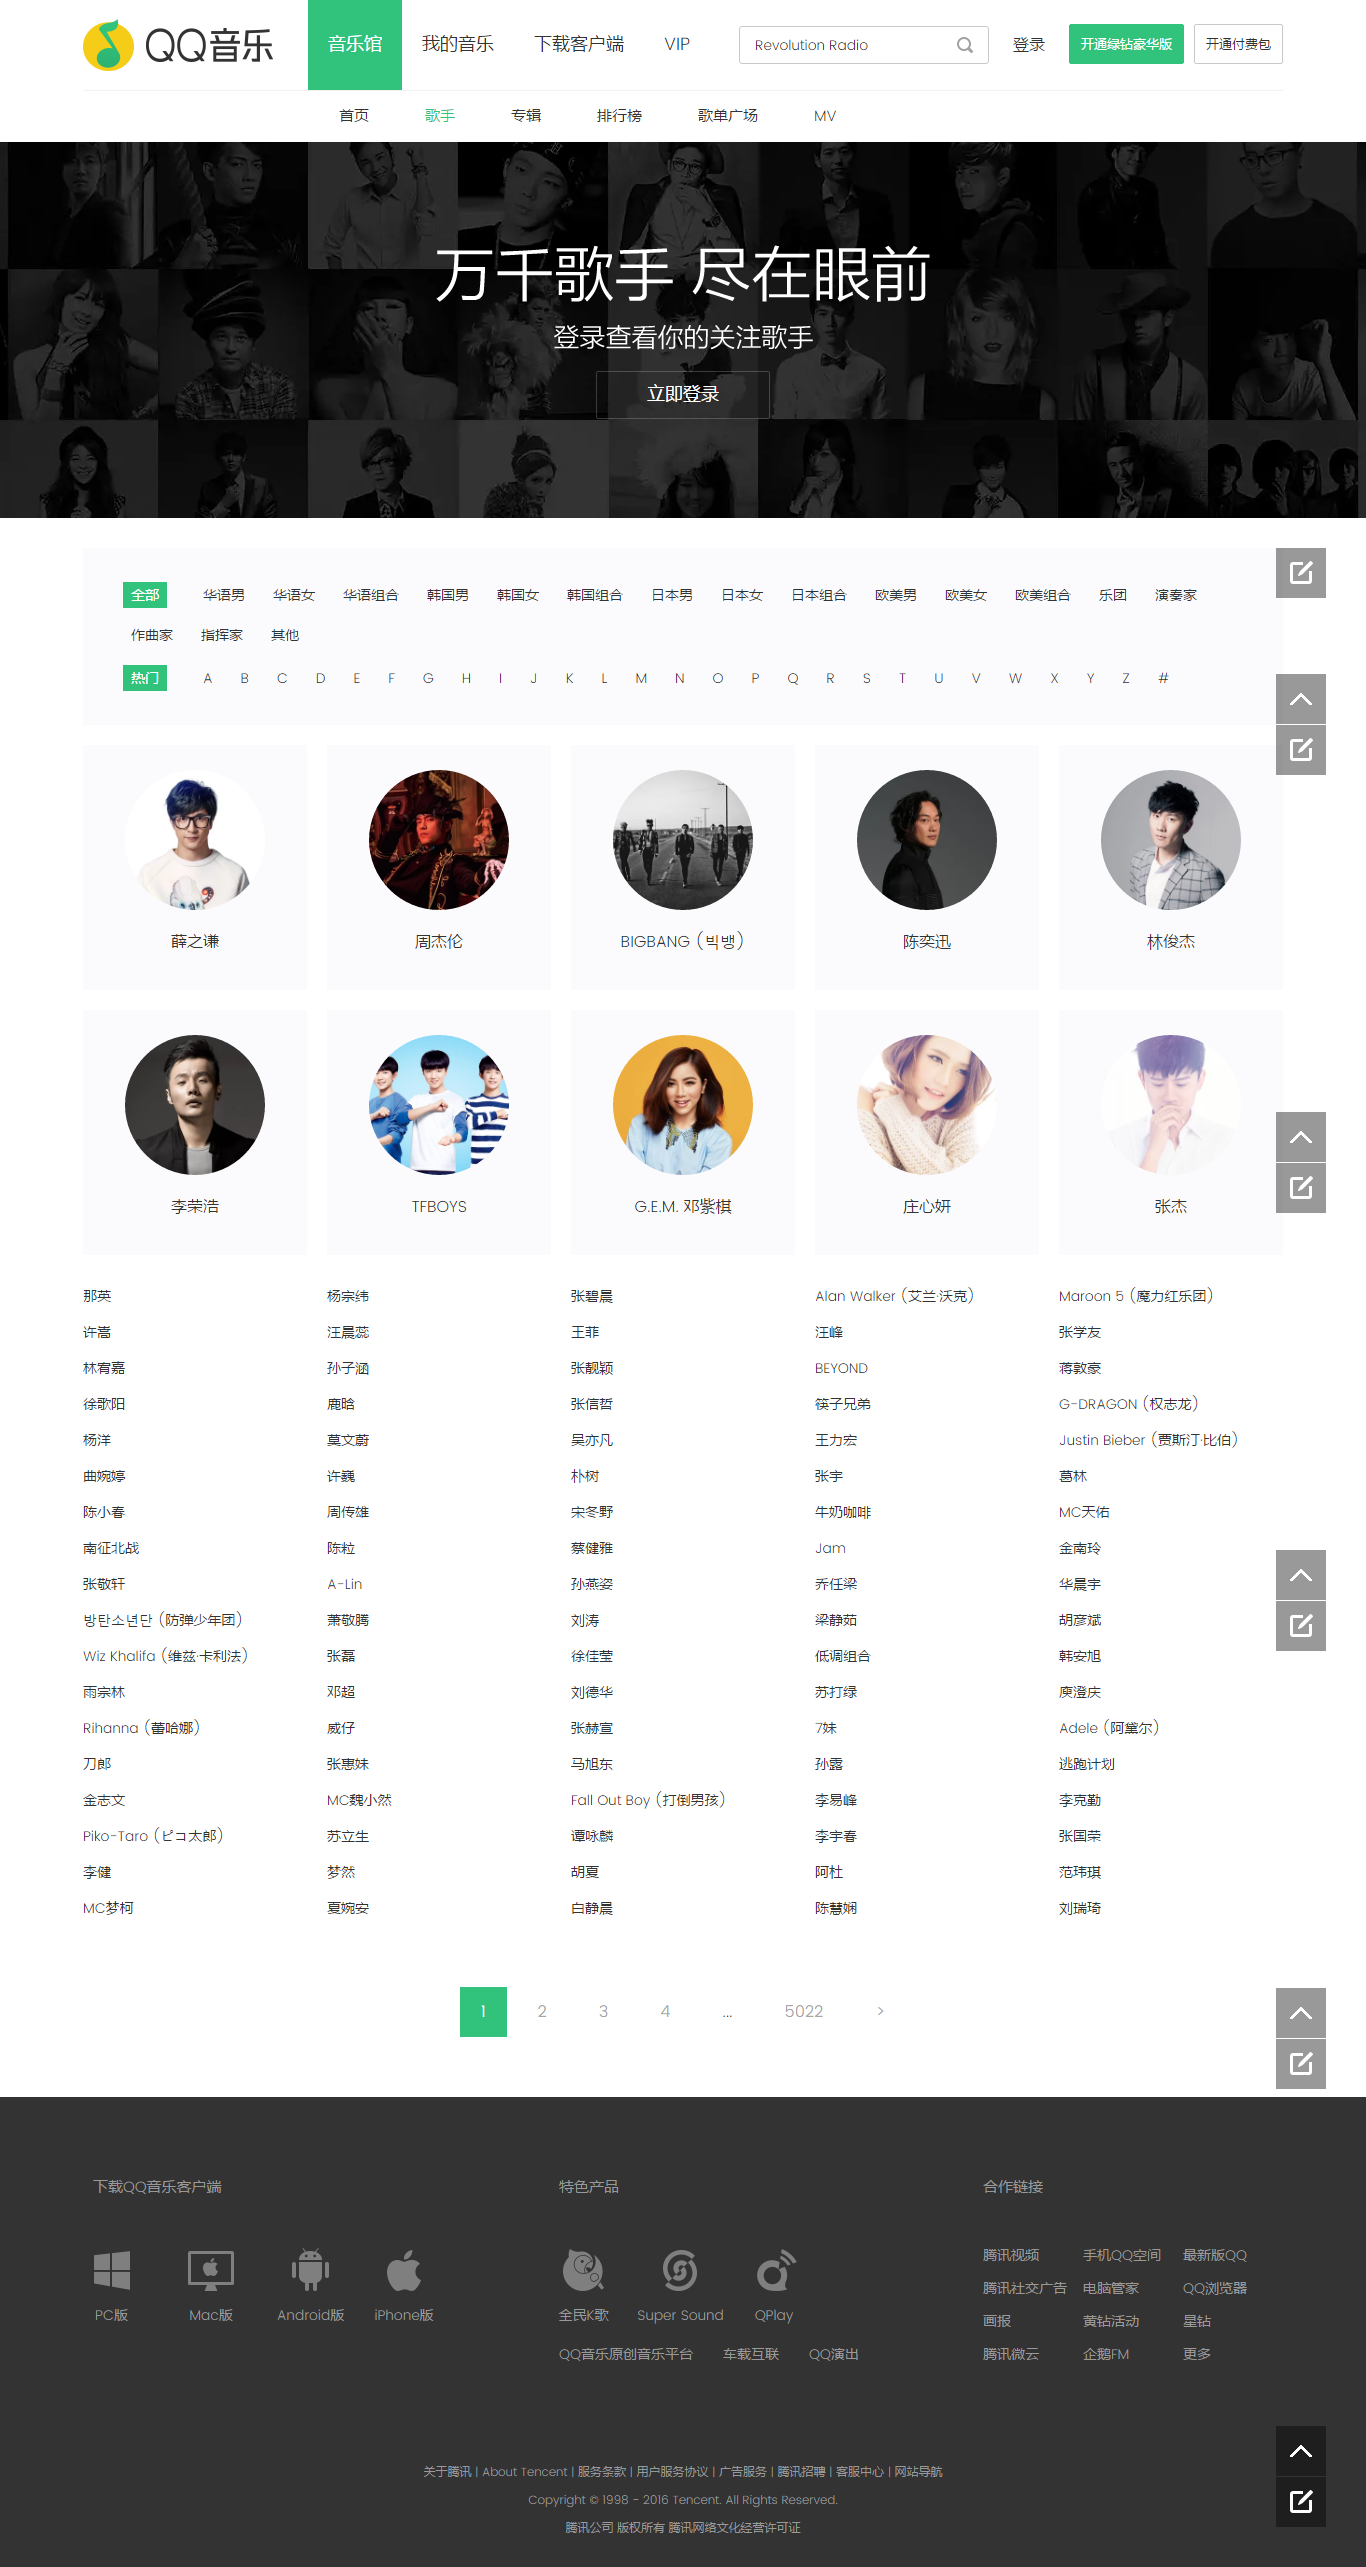 QQ音乐 音乐馆 我的音乐 下载客户端 VIP Revolution Radio 登录 开通绿钻豪华版 开通付费包
首页 歌手 专辑 排行榜 歌单广场 MV
万千歌手 尽在眼前
登录查看你的关注歌手
立即登录
全部 华语男 华语女 华语组合 韩国男 韩国女 韩国组合 日本男 日本女 日本组合 欧美男 欧美女 欧美组合 乐团 演奏家
作曲家 指挥家 其他
热门 A B C D E F G H I J K L M N O P Q R S T U V W X Y Z #
薛之谦 周杰伦 BIGBANG (빅뱅) 陈奕迅 林俊杰
李荣浩 TFBOYS G.E.M. 邓紫棋 庄心妍 张杰
那英 杨宗纬 张碧晨 Alan Walker (艾兰·沃克) Maroon 5 (魔力红乐团)
许嵩 汪晨蕊 王菲 汪峰 张学友
林宥嘉 孙子涵 张靓颖 BEYOND 蒋敦豪
徐歌阳 鹿晗 张信哲 筷子兄弟 G-DRAGON (权志龙)
杨洋 莫文蔚 吴亦凡 王力宏 Justin Bieber (贾斯汀·比伯)
曲婉婷 许巍 朴树 张宇 葛林
陈小春 周传雄 宋冬野 牛奶咖啡 MC天佑
南征北战 陈粒 蔡健雅 Jam 金南玲
张敬轩 A-Lin 孙燕姿 乔任梁 华晨宇
방탄소년단 (防弹少年团) 萧敬腾 刘涛 梁静茹 胡彦斌
Wiz Khalifa (维兹·卡利法) 张磊 徐佳莹 低调组合 韩安旭
雨宗林 邓超 刘德华 苏打绿 庾澄庆
Rihanna (蕾哈娜) 威仔 张赫宣 7妹 Adele (阿黛尔)
刀郎 张惠妹 马旭东 孙露 逃跑计划
金志文 MC魏小然 Fall Out Boy (打倒男孩) 李易峰 李克勤
Piko-Taro (ピコ太郎) 苏立生 谭咏麟 李宇春 张国荣
李健 梦然 胡夏 阿杜 范玮琪
MC梦柯 夏婉安 白静晨 陈慧娴 刘瑞琦
1 2 3 4 ... 5022 >
下载QQ音乐客户端 特色产品 合作链接
腾讯视频 手机QQ空间 最新版QQ
腾讯社交广告 电脑管家 QQ浏览器
PC版 Mac版 Android版 iPhone版 全民K歌 Super Sound QPlay
画报 黄钻活动 星钻
QQ音乐原创音乐平台 车载互联 QQ演出 腾讯微云 企鹅FM 更多
关于腾讯 | About Tencent | 服务条款 | 用户服务协议 | 广告服务 | 腾讯招聘 | 客服中心 | 网站导航
Copyright © 1998 - 2016 Tencent. All Rights Reserved.
腾讯公司 版权所有 腾讯网络文化经营许可证